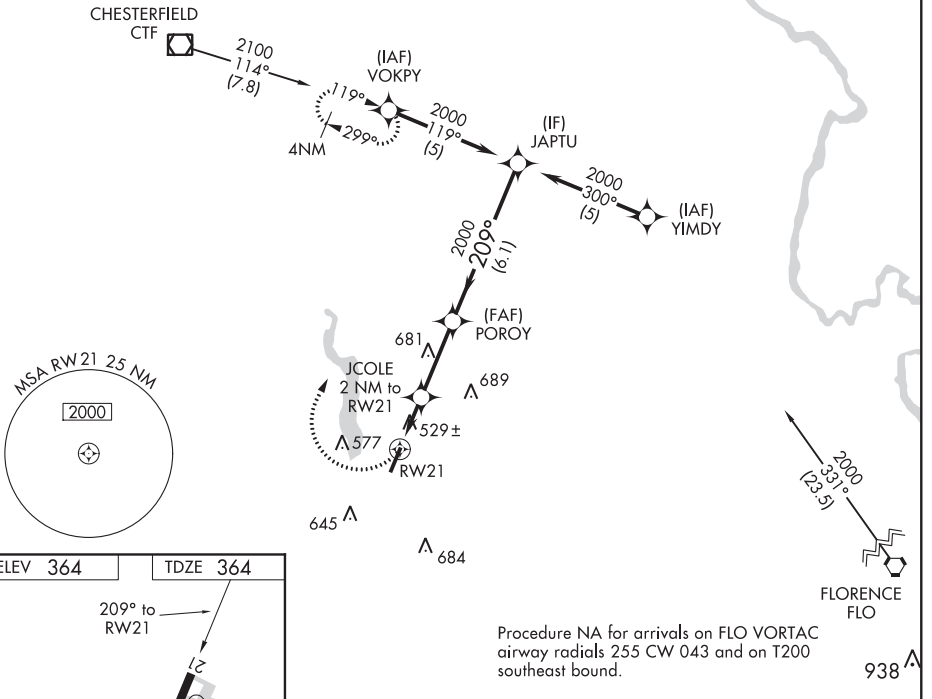 CHESTERFIELD
CTF
2100
114°
(7.8)
(IAF)
VOKPY
119°
299°
4NM
2000
119°
(5)
(IF)
JAPTU
2000
300°
(5)
(IAF)
YIMDY
2000
209°
(6.1)
(FAF)
POROY
681
JCOLE
2 NM to
RW21
689
529±
577
RW21
645
684
MSA RW21 25 NM
2000
2000
331°
(23.5)
FLORENCE
FLO
ELEV 364
TDZE 364
209° to
RW21
21
Procedure NA for arrivals on FLO VORTAC
airway radials 255 CW 043 and on T200
southeast bound.
938